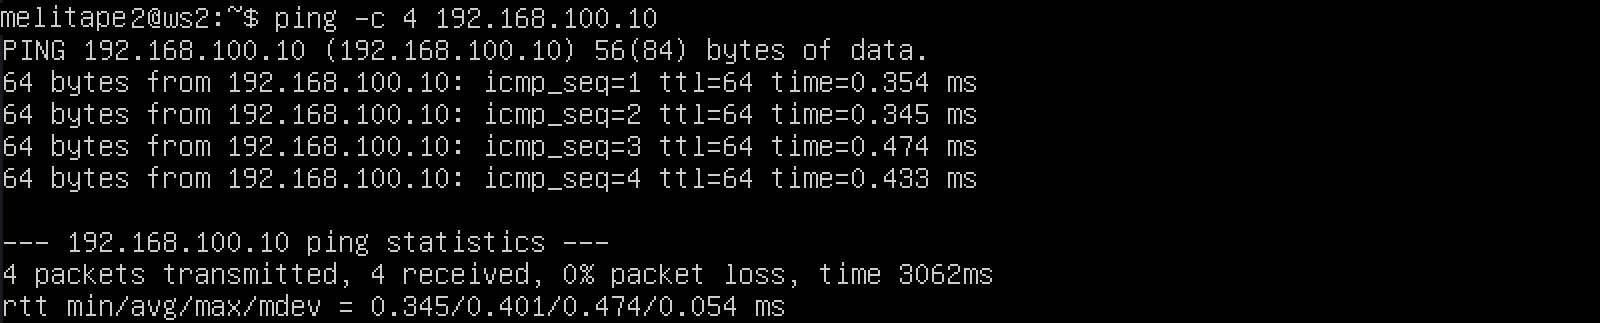 melitape2@ws2:~$ ping -c 4 192.168.100.10
PING 192.168.100.10 (192.168.100.10) 56(84) bytes of data.
64 bytes from 192.168.100.10: icmp_seq=1 ttl=64 time=0.354 ms
64 bytes from 192.168.100.10: icmp_seq=2 ttl=64 time=0.345 ms
64 bytes from 192.168.100.10: icmp_seq=3 ttl=64 time=0.474 ms
64 bytes from 192.168.100.10: icmp_seq=4 ttl=64 time=0.433 ms
--- 192.168.100.10 ping statistics ---
4 packets transmitted, 4 received, 0% packet loss, time 3062ms
rtt min/avg/max/mdev = 0.345/0.401/0.474/0.054 ms